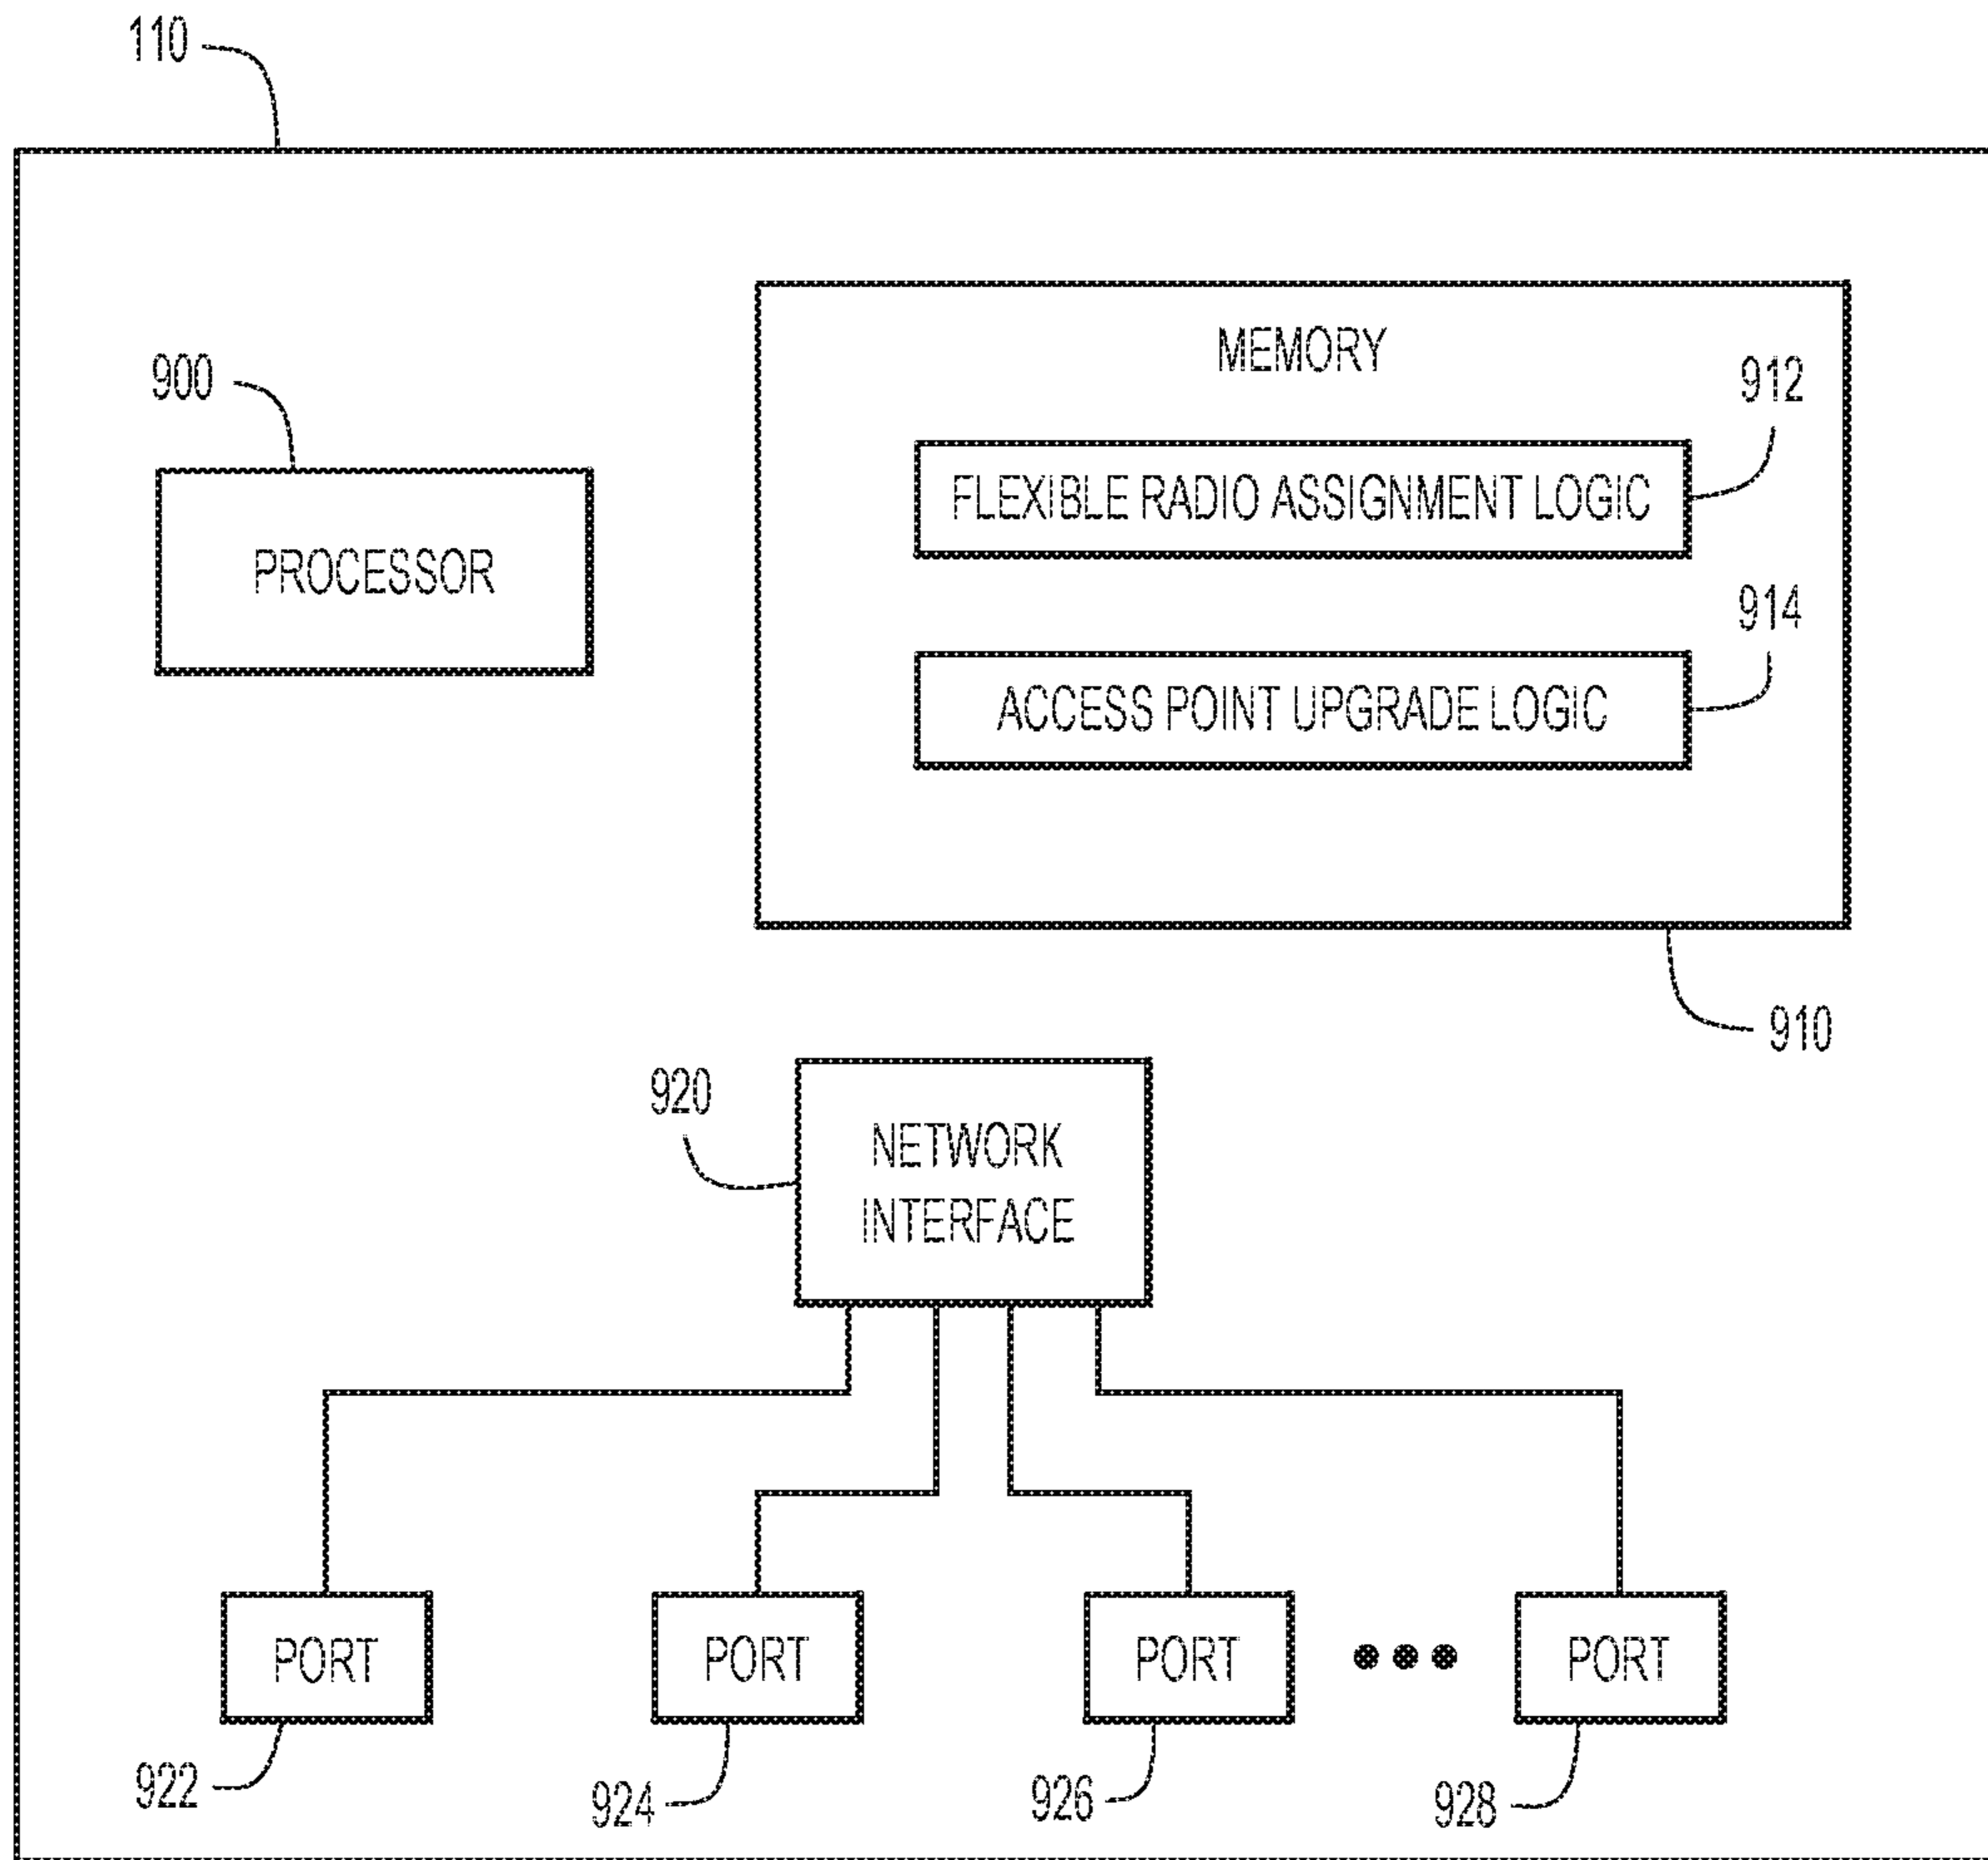 110
MEMORY
900
912
FLEXIBLE RADIO ASSIGNMENT LOGIC
PROCESSOR
914
ACCESS POINT UPGRADE LOGIC
910
920
NETWORK
INTERFACE
PORT
PORT
PORT
PORT
922
924
926
928